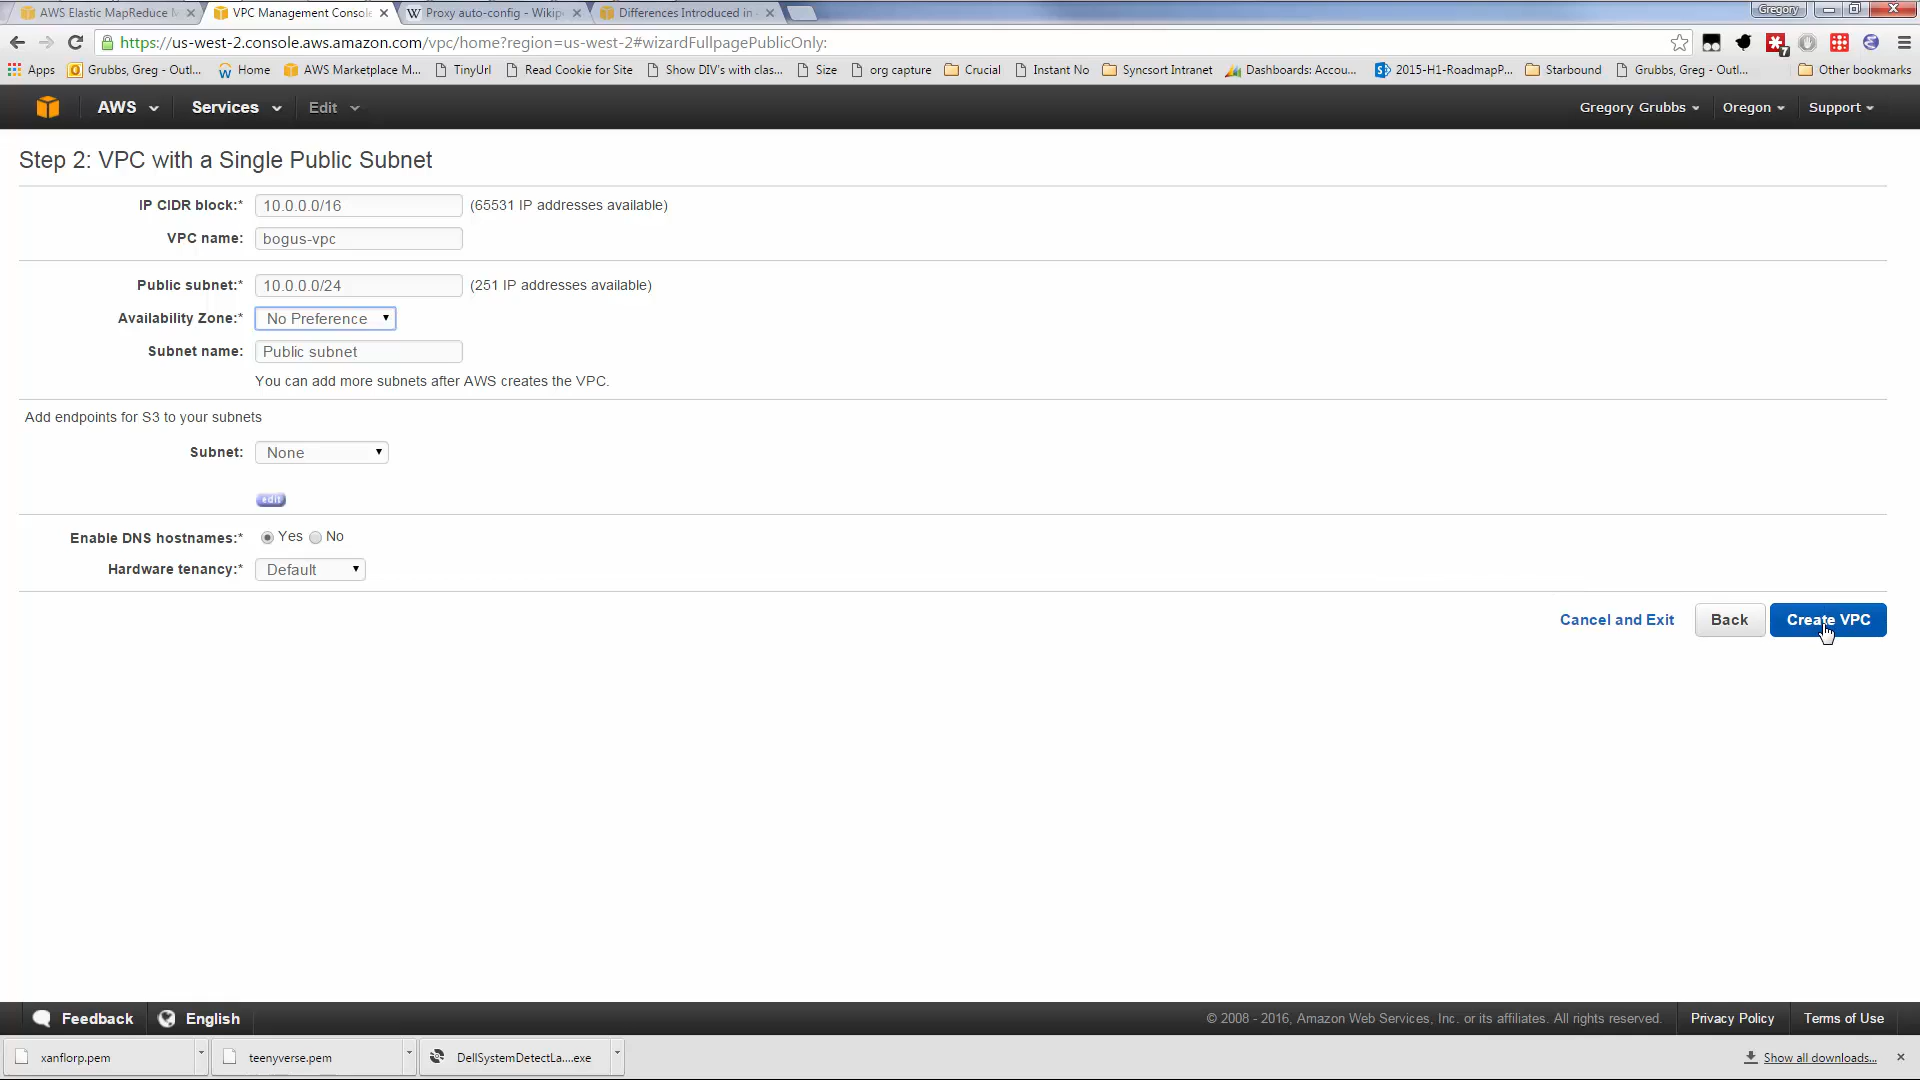 AWS Elastic MapReduce M
VPC Management Console
Proxy auto-config - Wikip
Differences Introduced in
Gregory
https://us-west-2.console.aws.amazon.com/vpc/home?region=us-west-2#wizardFullpagePublicOnly:
7
Apps
Grubbs, Greg - Outl...
Home
AWS Marketplace M...
TinyUrl
Read Cookie for Site
Show DIV's with clas...
Size
org capture
Crucial
Instant No
Syncsort Intranet
Dashboards: Accou...
2015-H1-RoadmapP...
Starbound
Grubbs, Greg - Outl...
Other bookmarks
AWS
Services
Edit
Gregory Grubbs
Oregon
Support
Step 2: VPC with a Single Public Subnet
IP CIDR block:* 10.0.0.0/16 (65531 IP addresses available)
VPC name: bogus-vpc
Public subnet:* 10.0.0.0/24 (251 IP addresses available)
Availability Zone:* No Preference
Subnet name: Public subnet
You can add more subnets after AWS creates the VPC.
Add endpoints for S3 to your subnets
Subnet: None
edit
Enable DNS hostnames:* Yes No
Hardware tenancy:* Default
Cancel and Exit
Back
Create VPC
Feedback
English
© 2008 - 2016, Amazon Web Services, Inc. or its affiliates. All rights reserved.
Privacy Policy
Terms of Use
xanflorp.pem
teenyverse.pem
DellSystemDetectLa....exe
Show all downloads...